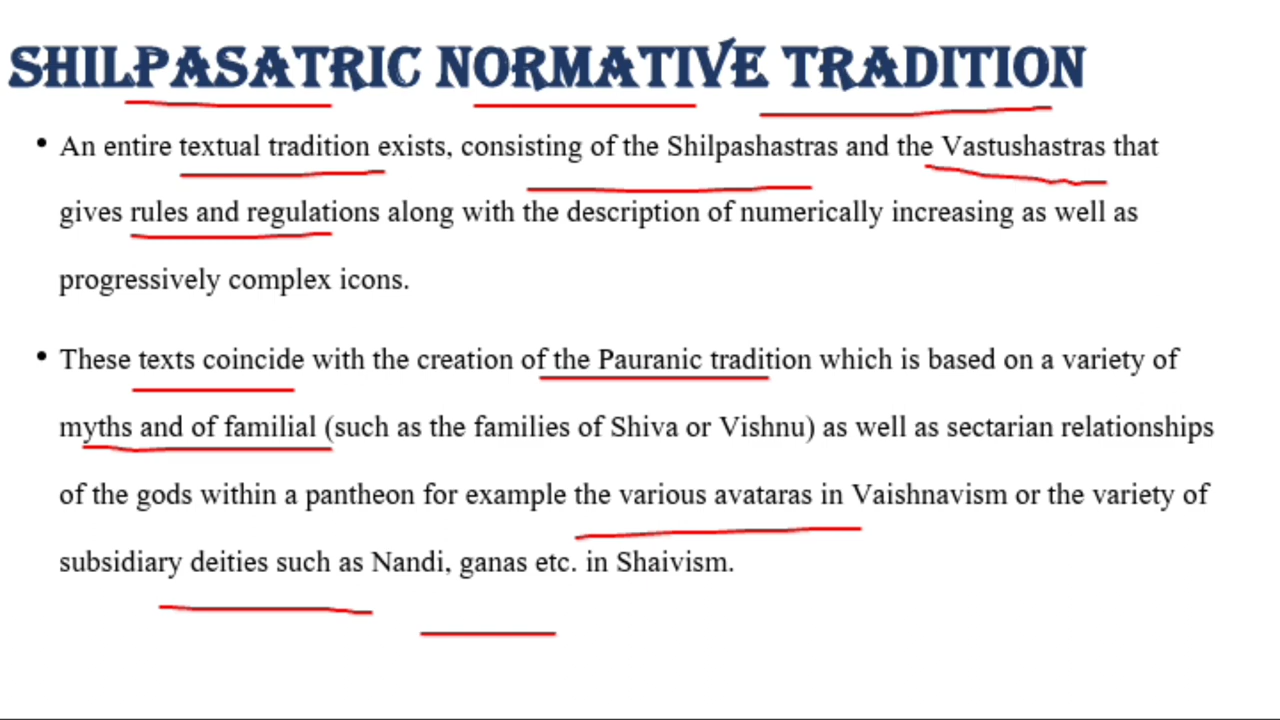 SHILPASATRIC NORMATIVE TRADITION
• An entire textual tradition exists, consisting of the Shilpashastras and the Vastushastras that
gives rules and regulations along with the description of numerically increasing as well as
progressively complex icons.
• These texts coincide with the creation of the Pauranic tradition which is based on a variety of
myths and of familial (such as the families of Shiva or Vishnu) as well as sectarian relationships
of the gods within a pantheon for example the various avataras in Vaishnavism or the variety of
subsidiary deities such as Nandi, ganas etc. in Shaivism.